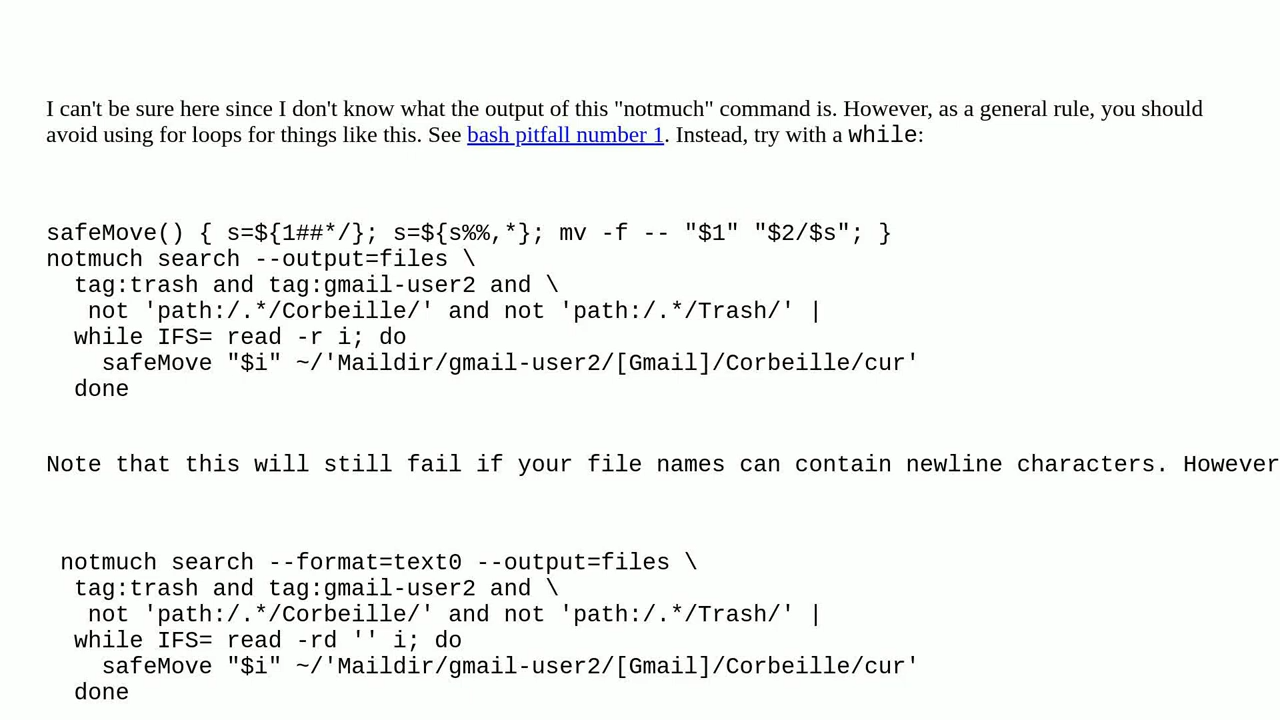 I can't be sure here since I don't know what the output of this "notmuch" command is. However, as a general rule, you should
avoid using for loops for things like this. See bash pitfall number 1. Instead, try with a while:
safeMove() { s=${1##*/}; s=${s%%,*}; mv -f -- "$1" "$2/$s"; }
notmuch search --output=files \
  tag:trash and tag:gmail-user2 and \
   not 'path:/.*/Corbeille/' and not 'path:/.*/Trash/' |
  while IFS= read -r i; do
    safeMove "$i" ~/'Maildir/gmail-user2/[Gmail]/Corbeille/cur'
  done
Note that this will still fail if your file names can contain newline characters. However
 notmuch search --format=text0 --output=files \
  tag:trash and tag:gmail-user2 and \
   not 'path:/.*/Corbeille/' and not 'path:/.*/Trash/' |
  while IFS= read -rd '' i; do
    safeMove "$i" ~/'Maildir/gmail-user2/[Gmail]/Corbeille/cur'
  done